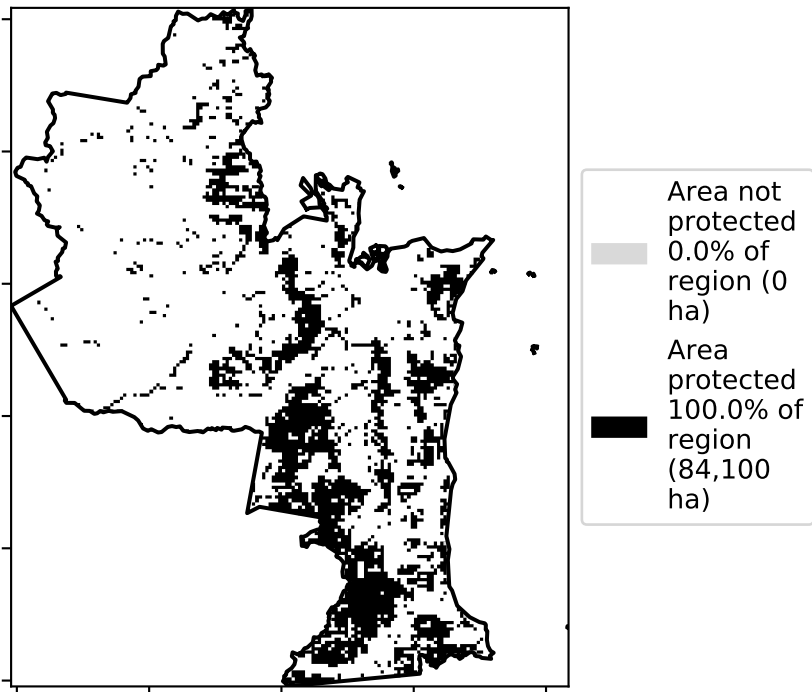 Area not
protected
0.0% of
region (0
ha)
Area
protected
100.0% of
region
(84,100
ha)